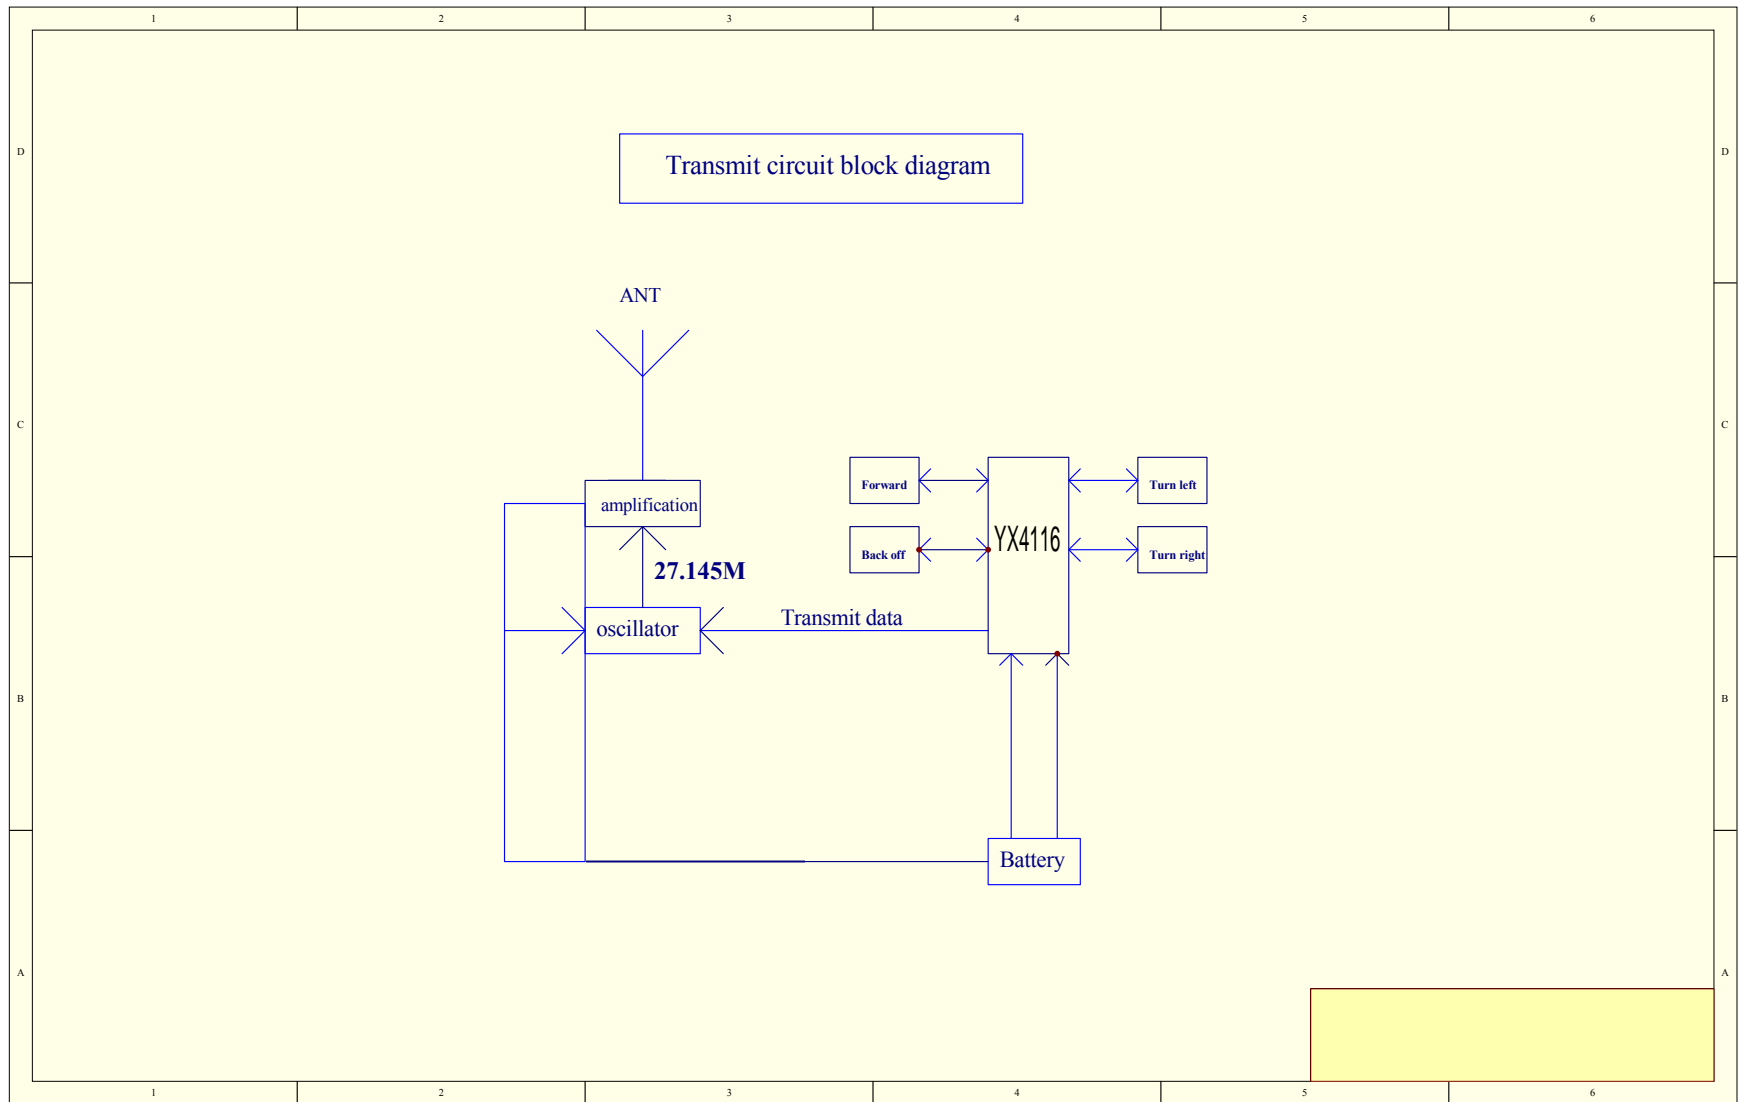 1 2 3 4 5 6
D D
Transmit circuit block diagram
ANT
C C
Forward Turn left
amplification
YX4116
Back off Turn right
27.145M
Transmit data
oscillator
B B
Battery
A A
1 2 3 4 5 6